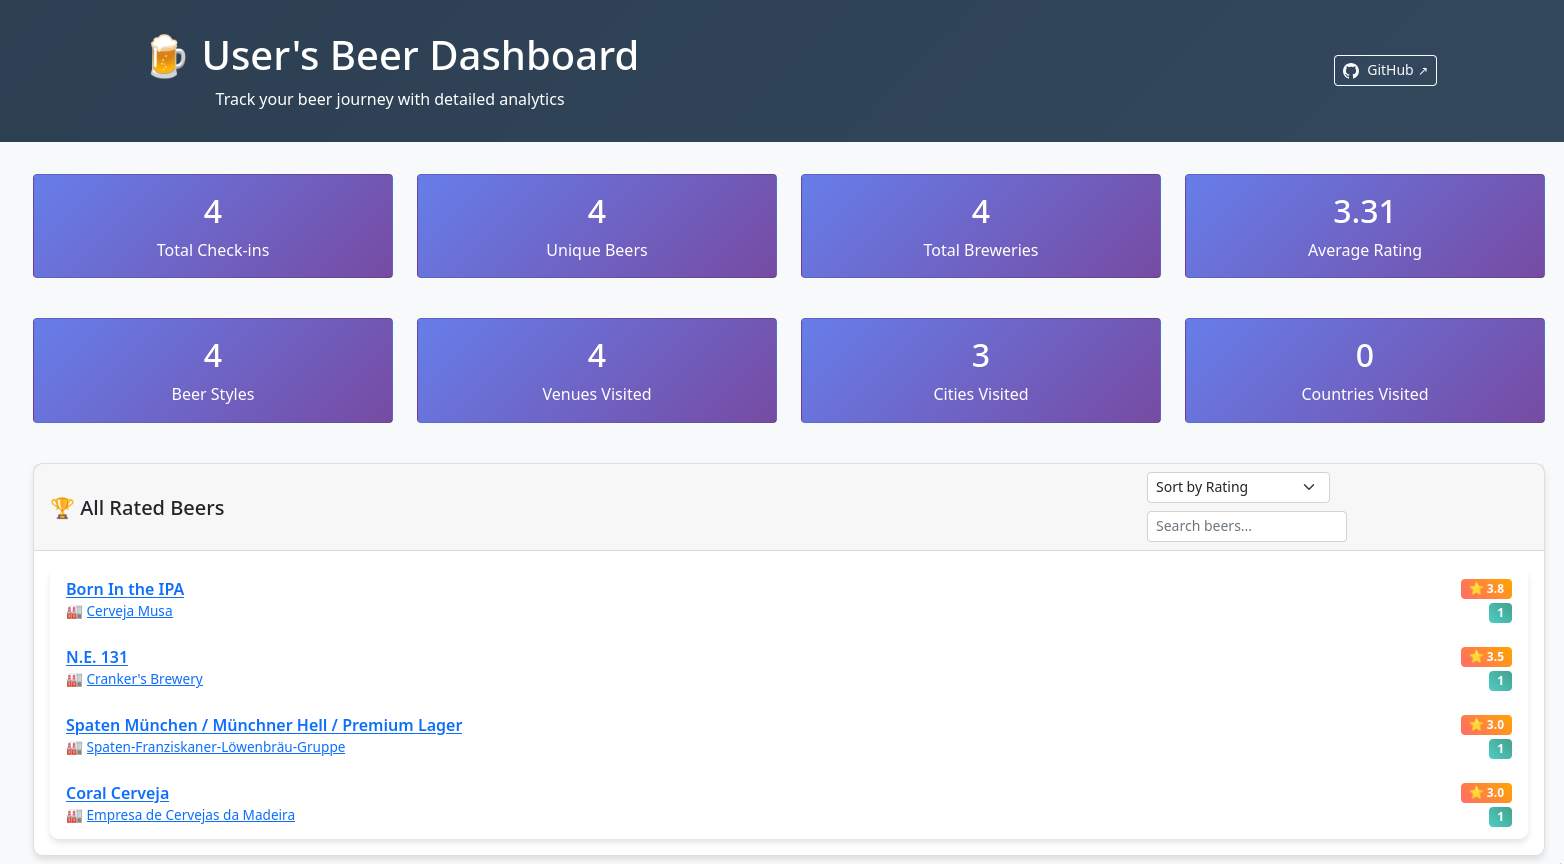 🍺 User's Beer Dashboard
Track your beer journey with detailed analytics
GitHub ↗
4
Total Check-ins
4
Unique Beers
4
Total Breweries
3.31
Average Rating
4
Beer Styles
4
Venues Visited
3
Cities Visited
0
Countries Visited
🏆 All Rated Beers
Sort by Rating
Search beers...
Born In the IPA
⭐ 3.8
🏭 Cerveja Musa
1
N.E. 131
⭐ 3.5
🏭 Cranker's Brewery
1
Spaten München / Münchner Hell / Premium Lager
⭐ 3.0
🏭 Spaten-Franziskaner-Löwenbräu-Gruppe
1
Coral Cerveja
⭐ 3.0
🏭 Empresa de Cervejas da Madeira
1